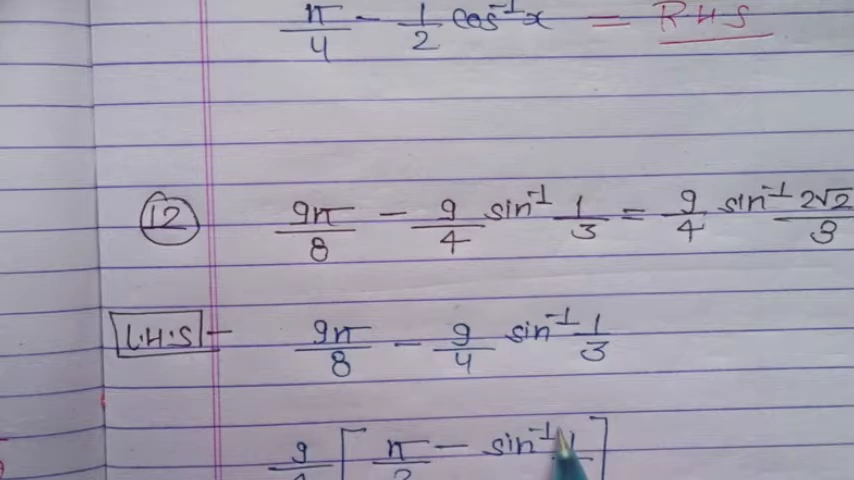 π/4 - 1/2 cos⁻¹x = RHS
12 9π/8 - 9/4 sin⁻¹ 1/3 = 9/4 sin⁻¹ 2√2/3
L.H.S - 9π/8 - 9/4 sin⁻¹ 1/3
9/4 [ π/2 - sin⁻¹ 1 ]